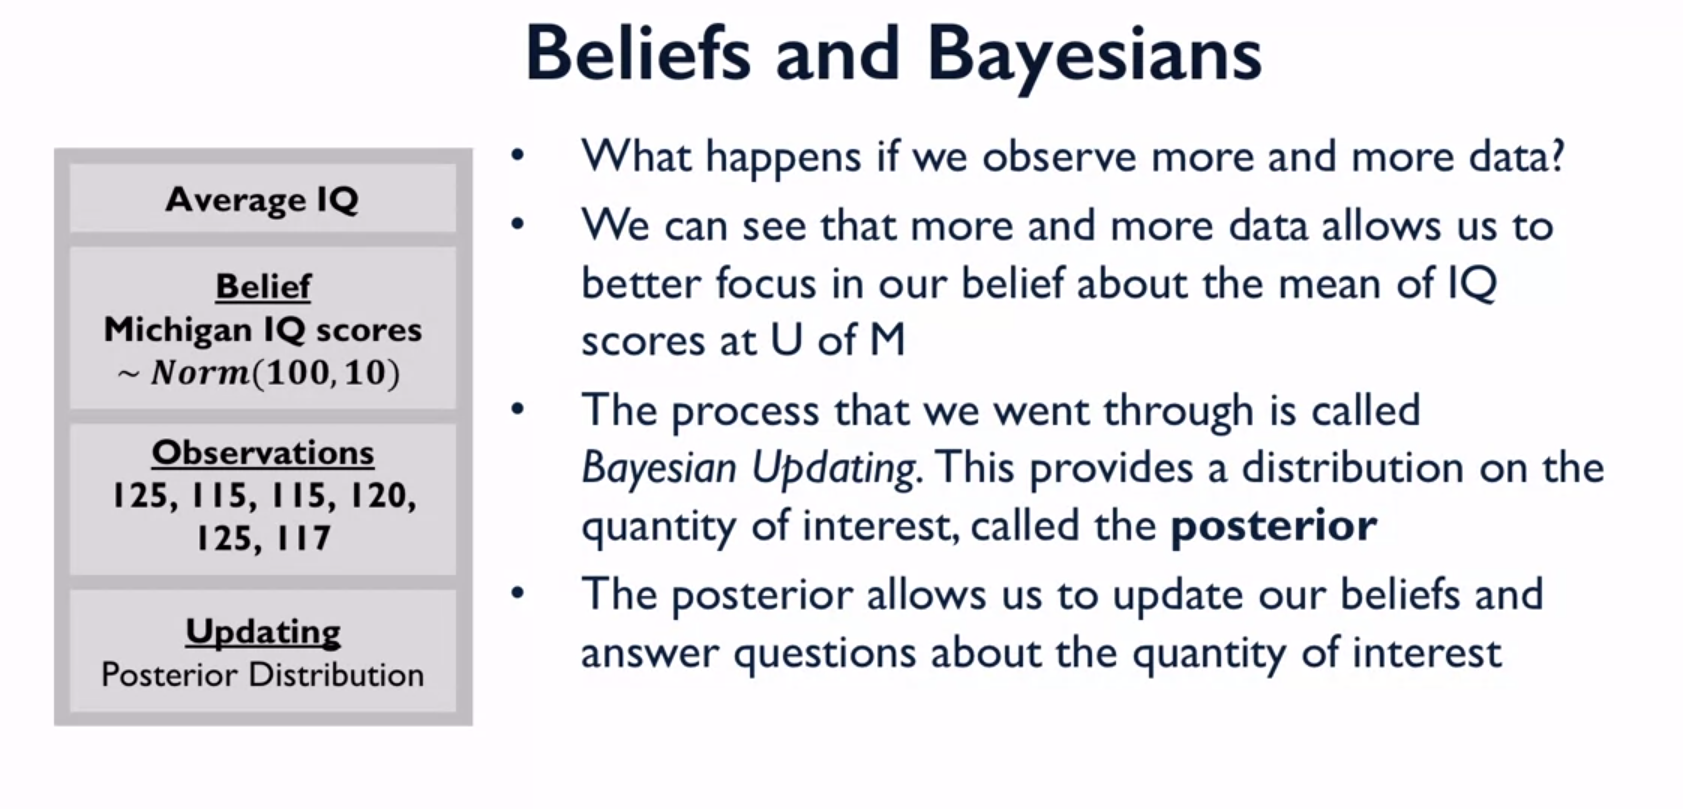 Beliefs and Bayesians
Average IQ
Belief
Michigan IQ scores
~ Norm(100, 10)
Observations
125, 115, 115, 120,
125, 117
Updating
Posterior Distribution
• What happens if we observe more and more data?
• We can see that more and more data allows us to
better focus in our belief about the mean of IQ
scores at U of M
• The process that we went through is called
Bayesian Updating. This provides a distribution on the
quantity of interest, called the posterior
• The posterior allows us to update our beliefs and
answer questions about the quantity of interest